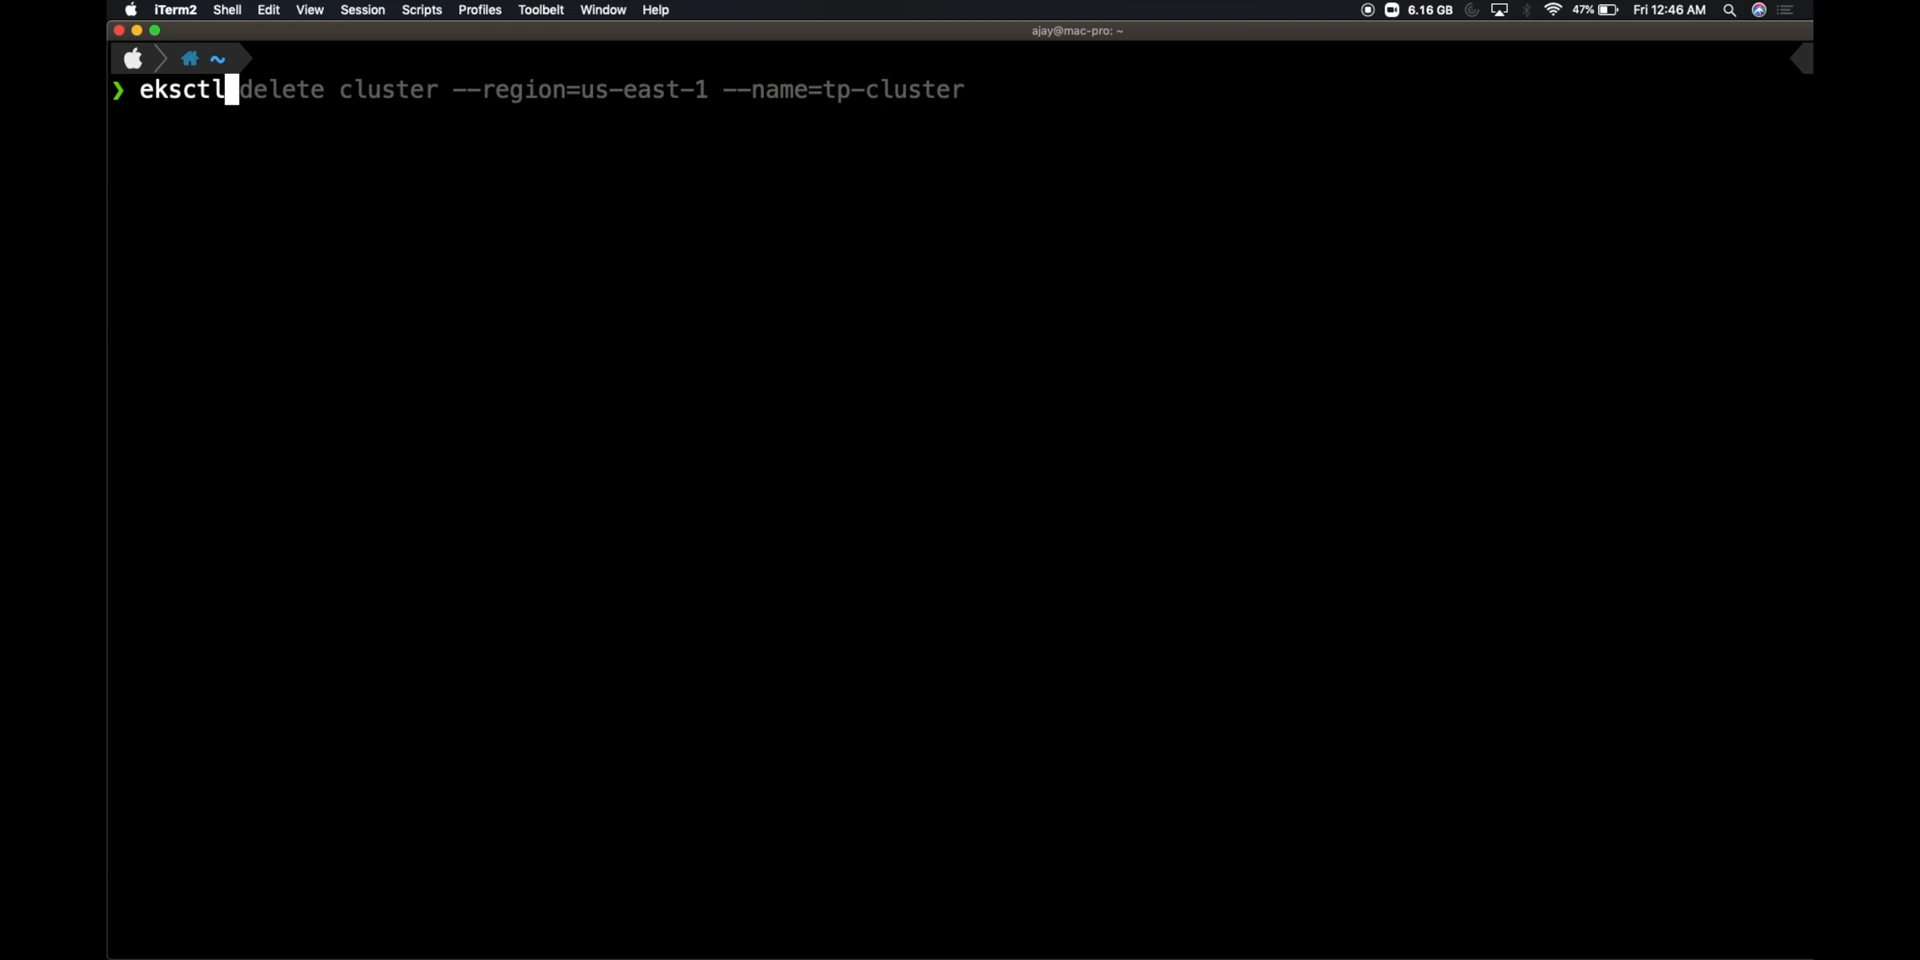 iTerm2 Shell Edit View Session Scripts Profiles Toolbelt Window Help 6.16 GB 47% Fri 12:46 AM
ajay@mac-pro: ~
~
❯ eksctl delete cluster --region=us-east-1 --name=tp-cluster